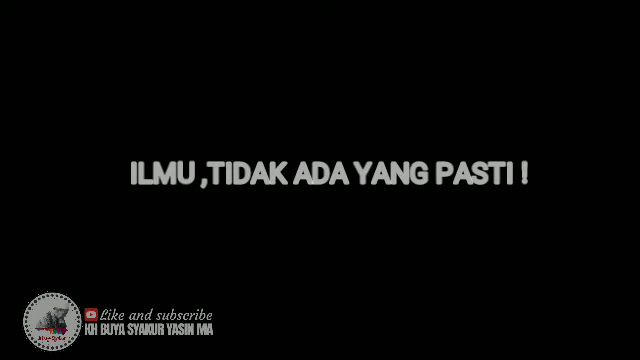 ILMU ,TIDAK ADA YANG PASTI !
Like and subscribe
KH BUYA SYAKUR YASIN MA